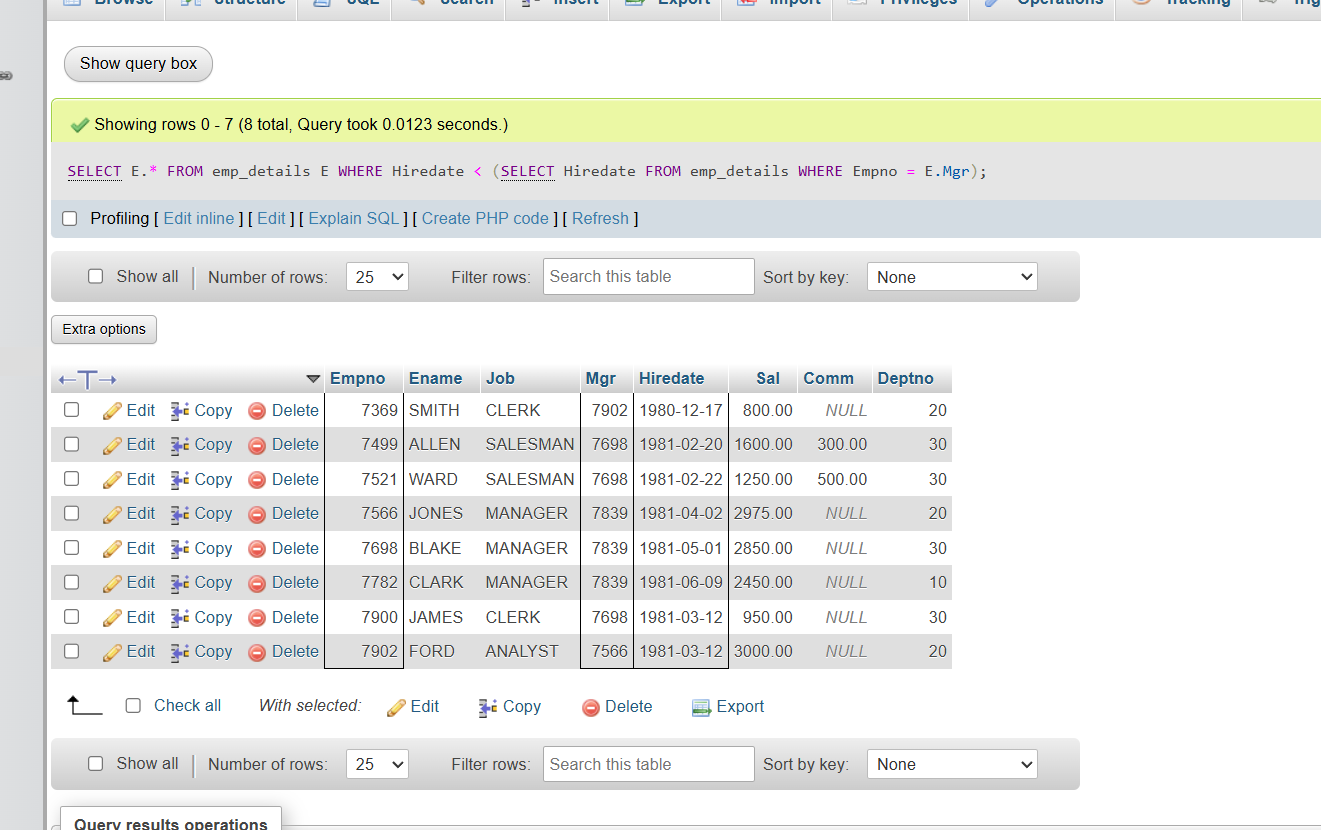 Browse Structure SQL Search Insert Export Import Privileges Operations Tracking
Show query box
Showing rows 0 - 7 (8 total, Query took 0.0123 seconds.)
SELECT E.* FROM emp_details E WHERE Hiredate < (SELECT Hiredate FROM emp_details WHERE Empno = E.Mgr);
Profiling [ Edit inline ] [ Edit ] [ Explain SQL ] [ Create PHP code ] [ Refresh ]
Show all Number of rows: 25 Filter rows: Search this table Sort by key: None
Extra options
Empno Ename Job Mgr Hiredate Sal Comm Deptno
Edit Copy Delete 7369 SMITH CLERK 7902 1980-12-17 800.00 NULL 20
Edit Copy Delete 7499 ALLEN SALESMAN 7698 1981-02-20 1600.00 300.00 30
Edit Copy Delete 7521 WARD SALESMAN 7698 1981-02-22 1250.00 500.00 30
Edit Copy Delete 7566 JONES MANAGER 7839 1981-04-02 2975.00 NULL 20
Edit Copy Delete 7698 BLAKE MANAGER 7839 1981-05-01 2850.00 NULL 30
Edit Copy Delete 7782 CLARK MANAGER 7839 1981-06-09 2450.00 NULL 10
Edit Copy Delete 7900 JAMES CLERK 7698 1981-03-12 950.00 NULL 30
Edit Copy Delete 7902 FORD ANALYST 7566 1981-03-12 3000.00 NULL 20
Check all With selected: Edit Copy Delete Export
Show all Number of rows: 25 Filter rows: Search this table Sort by key: None
Query results operations